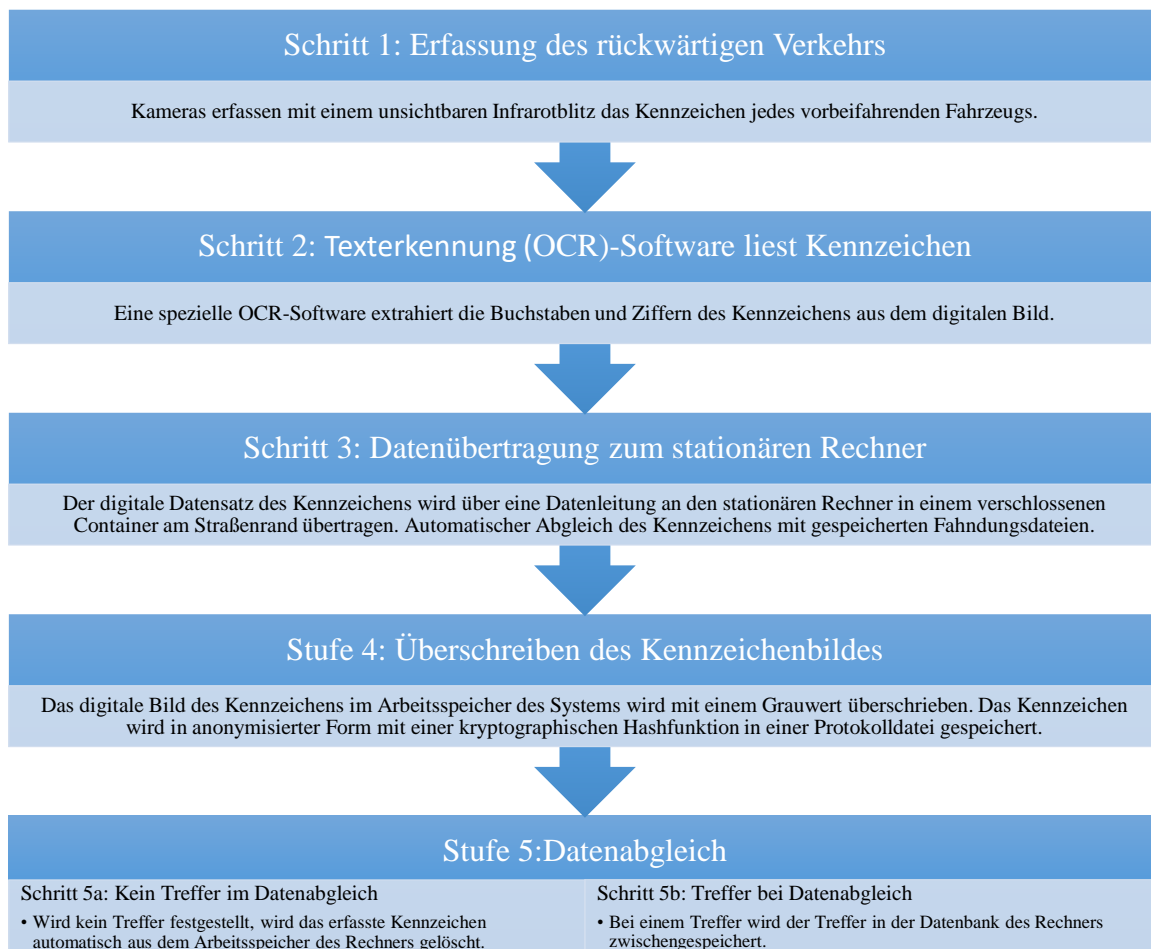 Schritt 1: Erfassung des rückwärtigen Verkehrs
Kameras erfassen mit einem unsichtbaren Infrarotblitz das Kennzeichen jedes vorbeifahrenden Fahrzeugs.
Schritt 2: Texterkennung (OCR)-Software liest Kennzeichen
Eine spezielle OCR-Software extrahiert die Buchstaben und Ziffern des Kennzeichens aus dem digitalen Bild.
Schritt 3: Datenübertragung zum stationären Rechner
Der digitale Datensatz des Kennzeichens wird über eine Datenleitung an den stationären Rechner in einem verschlossenen
Container am Straßenrand übertragen. Automatischer Abgleich des Kennzeichens mit gespeicherten Fahndungsdateien.
Stufe 4: Überschreiben des Kennzeichenbildes
Das digitale Bild des Kennzeichens im Arbeitsspeicher des Systems wird mit einem Grauwert überschrieben. Das Kennzeichen
wird in anonymisierter Form mit einer kryptographischen Hashfunktion in einer Protokolldatei gespeichert.
Stufe 5:Datenabgleich
Schritt 5a: Kein Treffer im Datenabgleich
• Wird kein Treffer festgestellt, wird das erfasste Kennzeichen
automatisch aus dem Arbeitsspeicher des Rechners gelöscht.
Schritt 5b: Treffer bei Datenabgleich
• Bei einem Treffer wird der Treffer in der Datenbank des Rechners
zwischengespeichert.